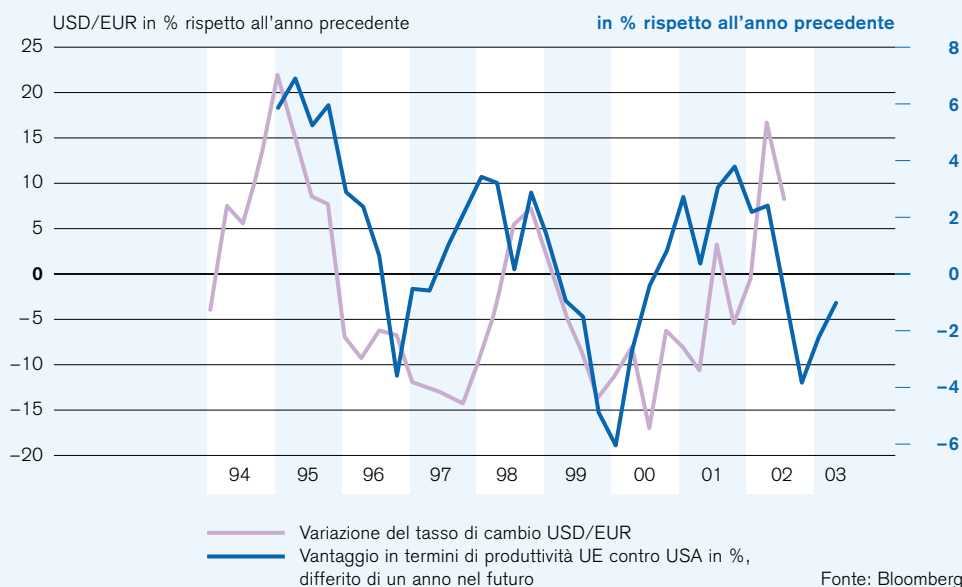 USD/EUR in % rispetto all'anno precedente
in % rispetto all'anno precedente
25
20
15
10
5
0
−5
−10
−15
−20
8
6
4
2
0
−2
−4
−6
94 95 96 97 98 99 00 01 02 03
Variazione del tasso di cambio USD/EUR
Vantaggio in termini di produttività UE contro USA in %,
differito di un anno nel futuro
Fonte: Bloomberg